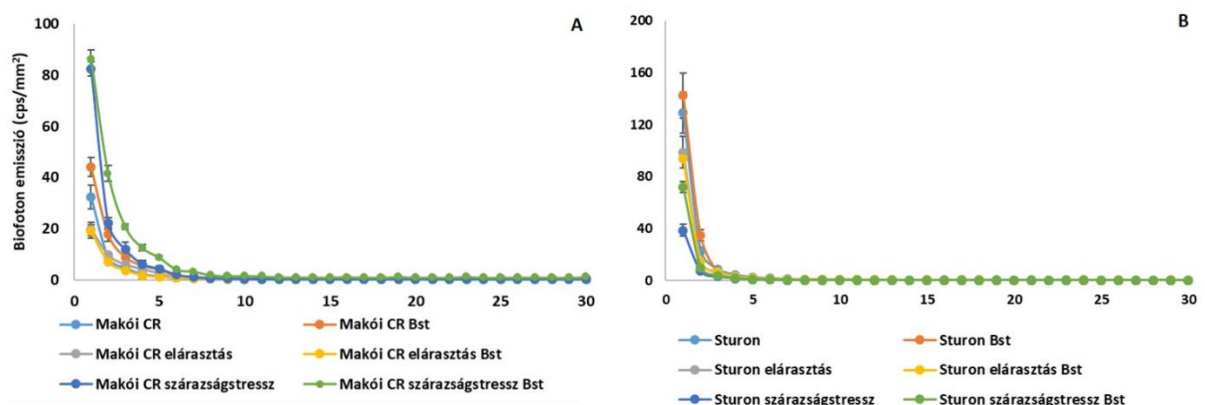 A
Biofoton emisszió (cps/mm²)
100
80
60
40
20
0
0 5 10 15 20 25 30
Makói CR
Makói CR Bst
Makói CR elárasztás
Makói CR elárasztás Bst
Makói CR szárazságstressz
Makói CR szárazságstressz Bst
B
200
160
120
80
40
0
0 5 10 15 20 25 30
Sturon
Sturon Bst
Sturon elárasztás
Sturon elárasztás Bst
Sturon szárazságstressz
Sturon szárazságstressz Bst